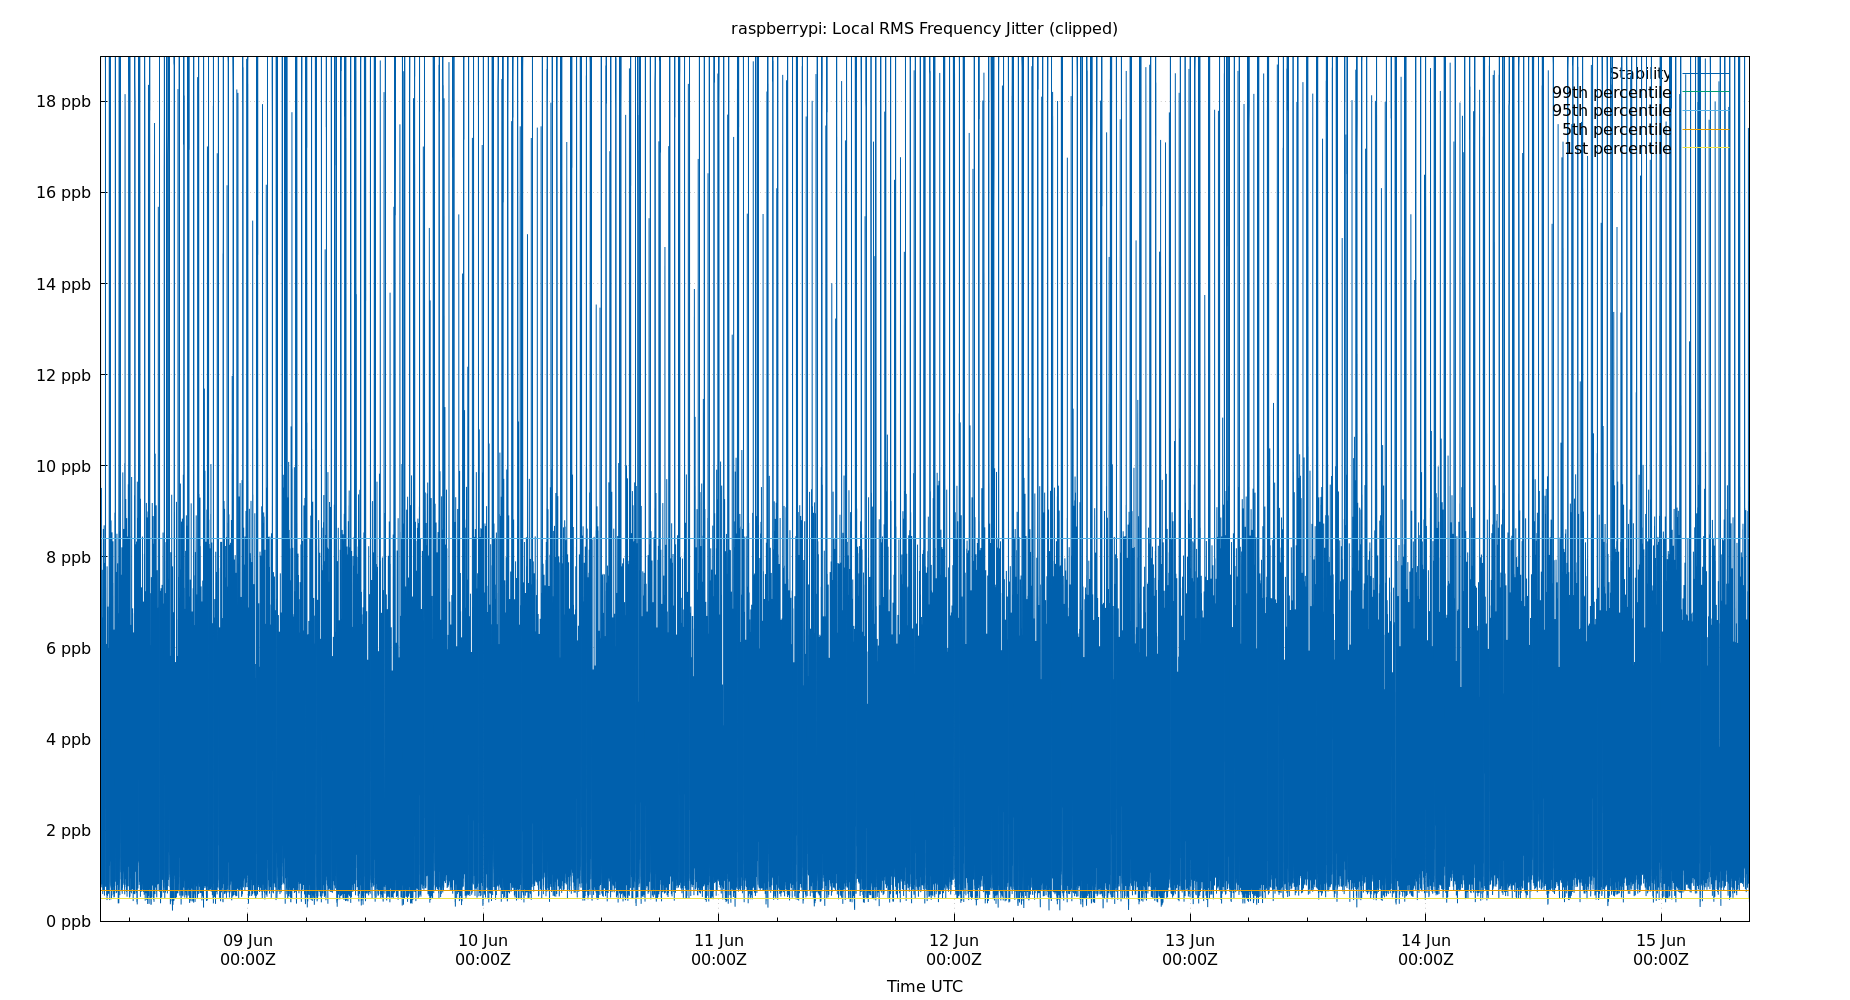 raspberrypi: Local RMS Frequency Jitter (clipped)
Stability
99th percentile
95th percentile
5th percentile
1st percentile
18 ppb
16 ppb
14 ppb
12 ppb
10 ppb
8 ppb
6 ppb
4 ppb
2 ppb
0 ppb
09 Jun 10 Jun 11 Jun 12 Jun 13 Jun 14 Jun 15 Jun
00:00Z 00:00Z 00:00Z 00:00Z 00:00Z 00:00Z 00:00Z
Time UTC